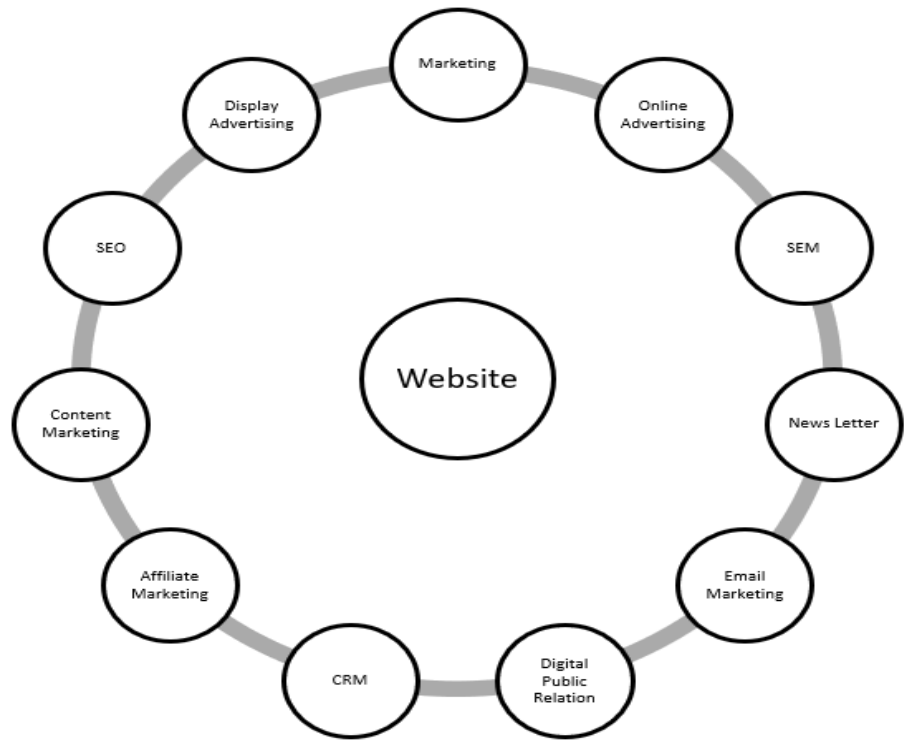 Marketing
Display
Advertising
Online
Advertising
SEO
SEM
Website
Content
Marketing
News Letter
Affiliate
Marketing
Email
Marketing
CRM
Digital
Public
Relation